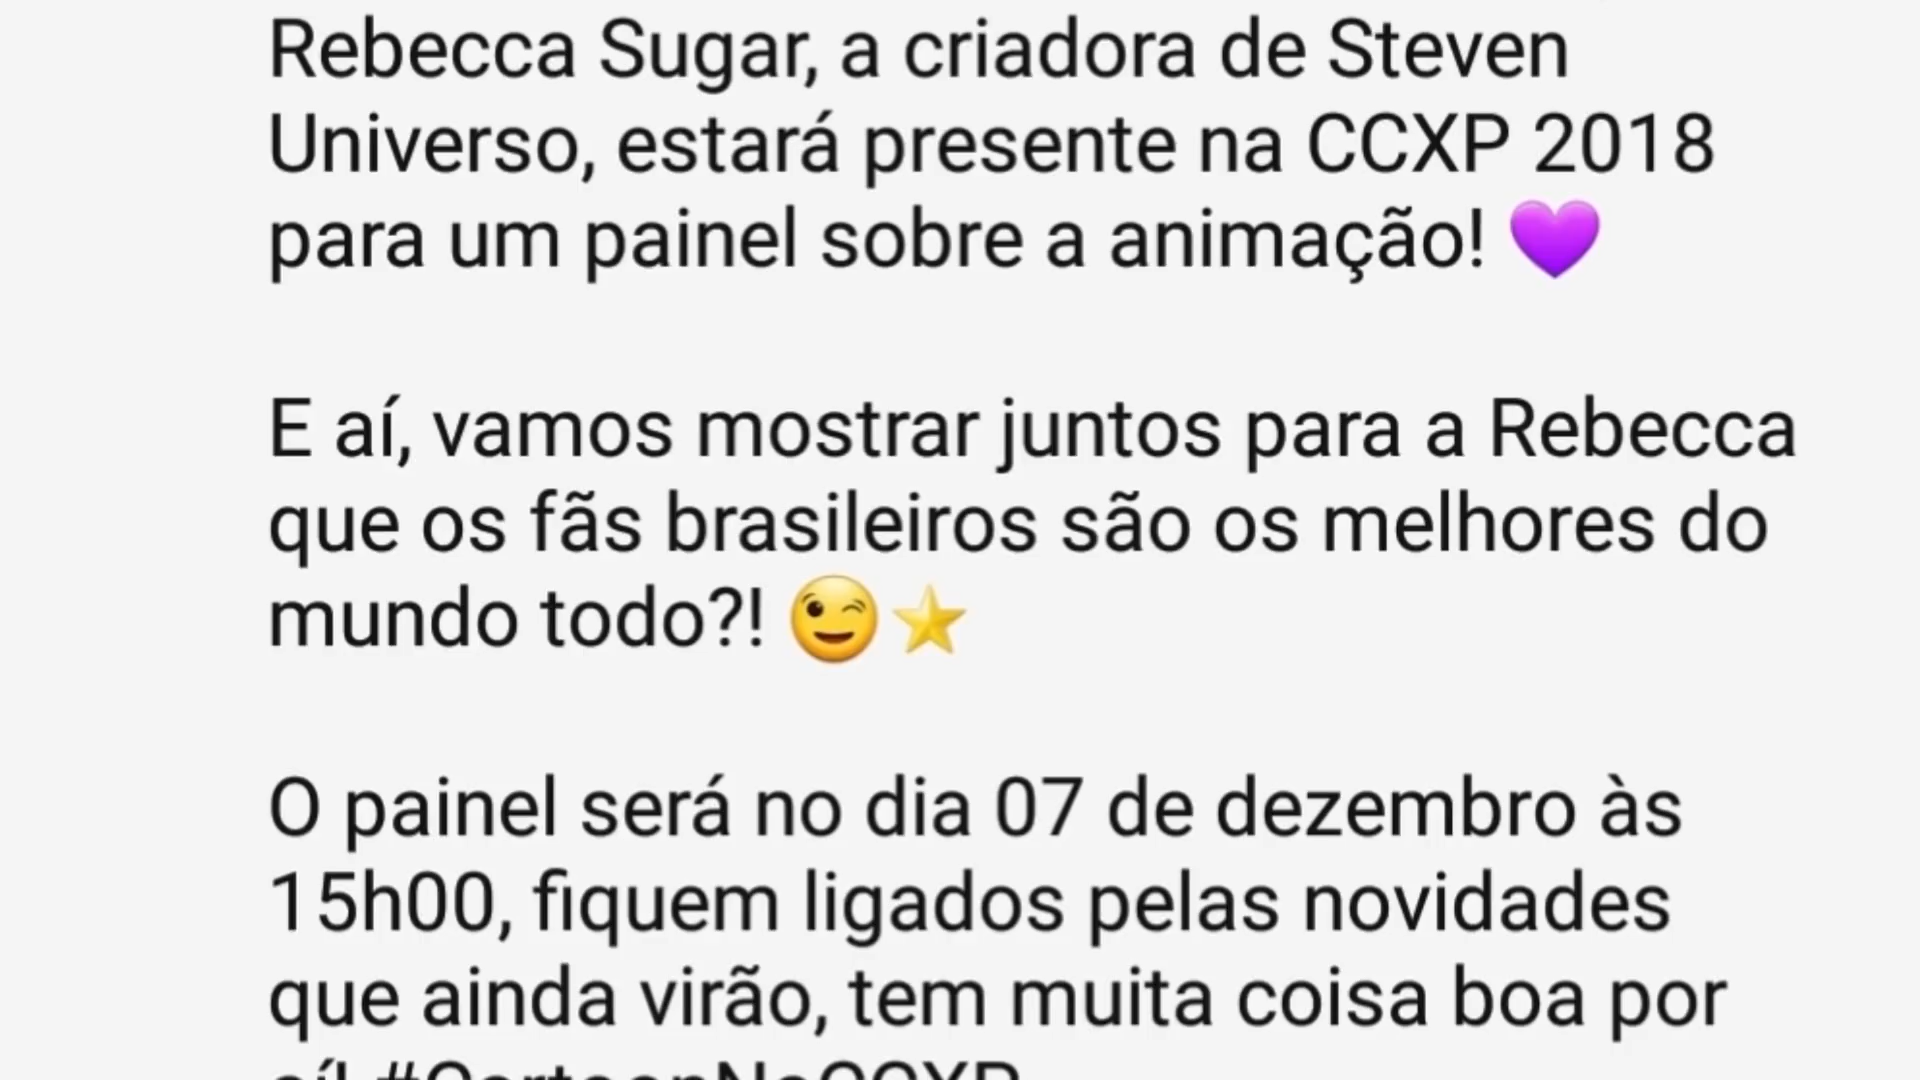 Rebecca Sugar, a criadora de Steven
Universo, estará presente na CCXP 2018
para um painel sobre a animação! 💜
E aí, vamos mostrar juntos para a Rebecca
que os fãs brasileiros são os melhores do
mundo todo?! 😉⭐
O painel será no dia 07 de dezembro às
15h00, fiquem ligados pelas novidades
que ainda virão, tem muita coisa boa por
aí! #CartoonNaCCXP